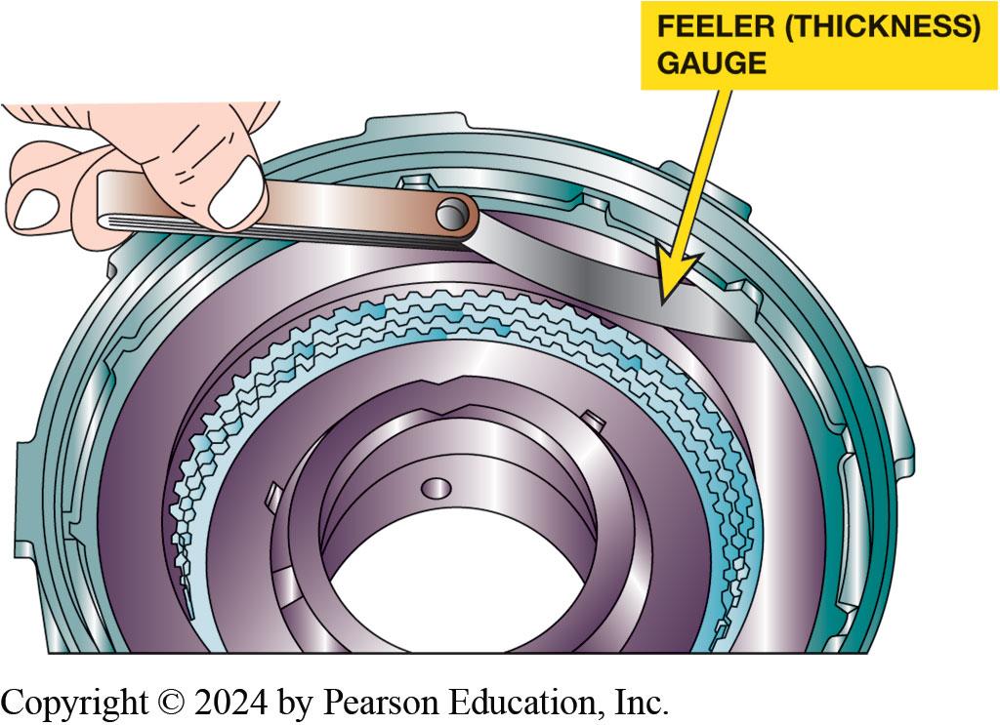 FEELER (THICKNESS)
GAUGE
Copyright © 2024 by Pearson Education, Inc.